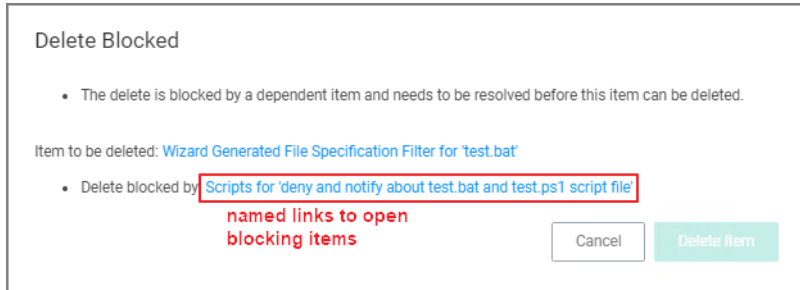 Delete Blocked
• The delete is blocked by a dependent item and needs to be resolved before this item can be deleted.
Item to be deleted: Wizard Generated File Specification Filter for 'test.bat'
• Delete blocked by Scripts for 'deny and notify about test.bat and test.ps1 script file'
named links to open
blocking items
Cancel
Delete Item